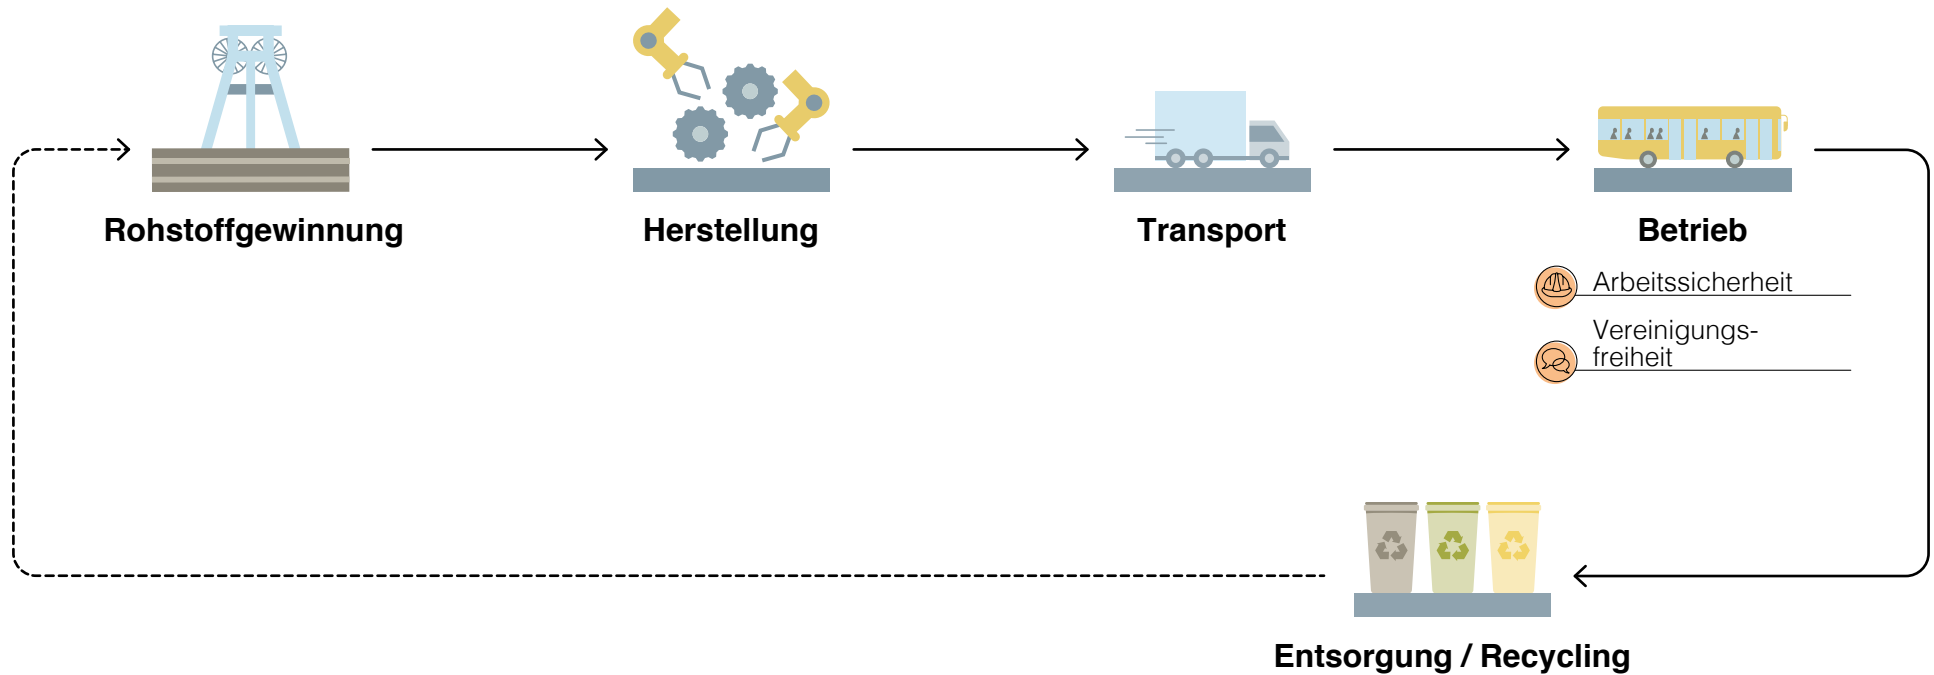 Rohstoffgewinnung
Herstellung
Transport
Betrieb
Arbeitssicherheit
Vereinigungs-
freiheit
Entsorgung / Recycling